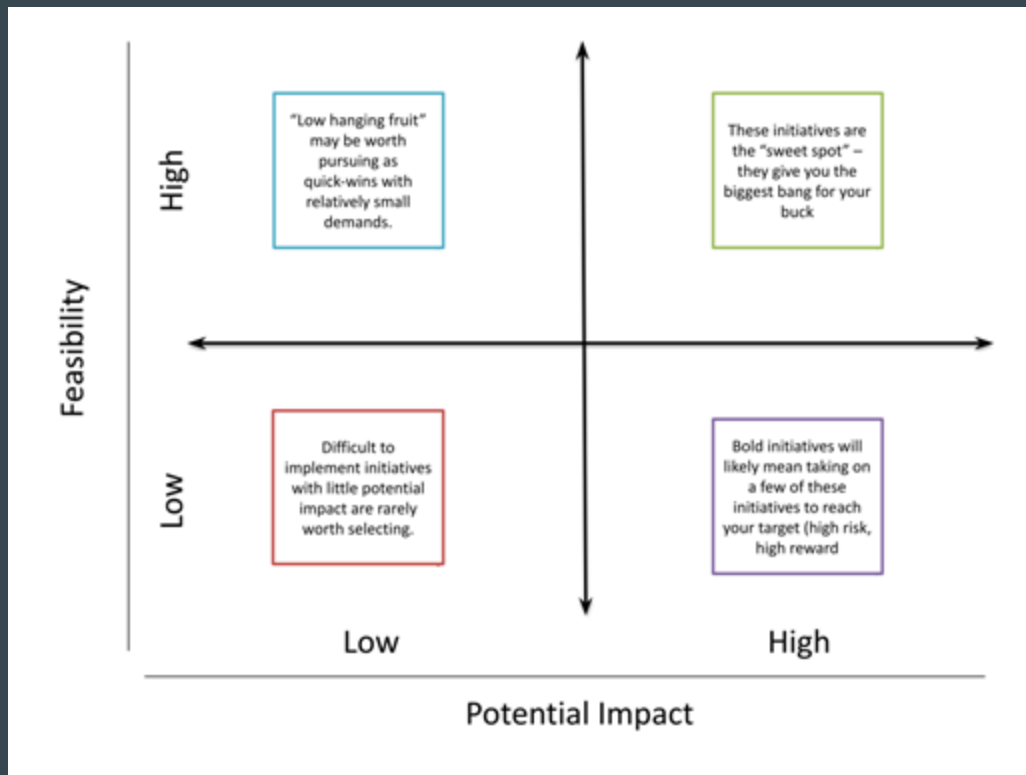 "Low hanging fruit"
may be worth
pursuing as
quick-wins with
relatively small
demands.
These initiatives are
the "sweet spot" –
they give you the
biggest bang for your
buck
High
Feasibility
Difficult to
implement initiatives
with little potential
impact are rarely
worth selecting.
Bold initiatives will
likely mean taking on
a few of these
initiatives to reach
your target (high risk,
high reward
Low
Low
High
Potential Impact